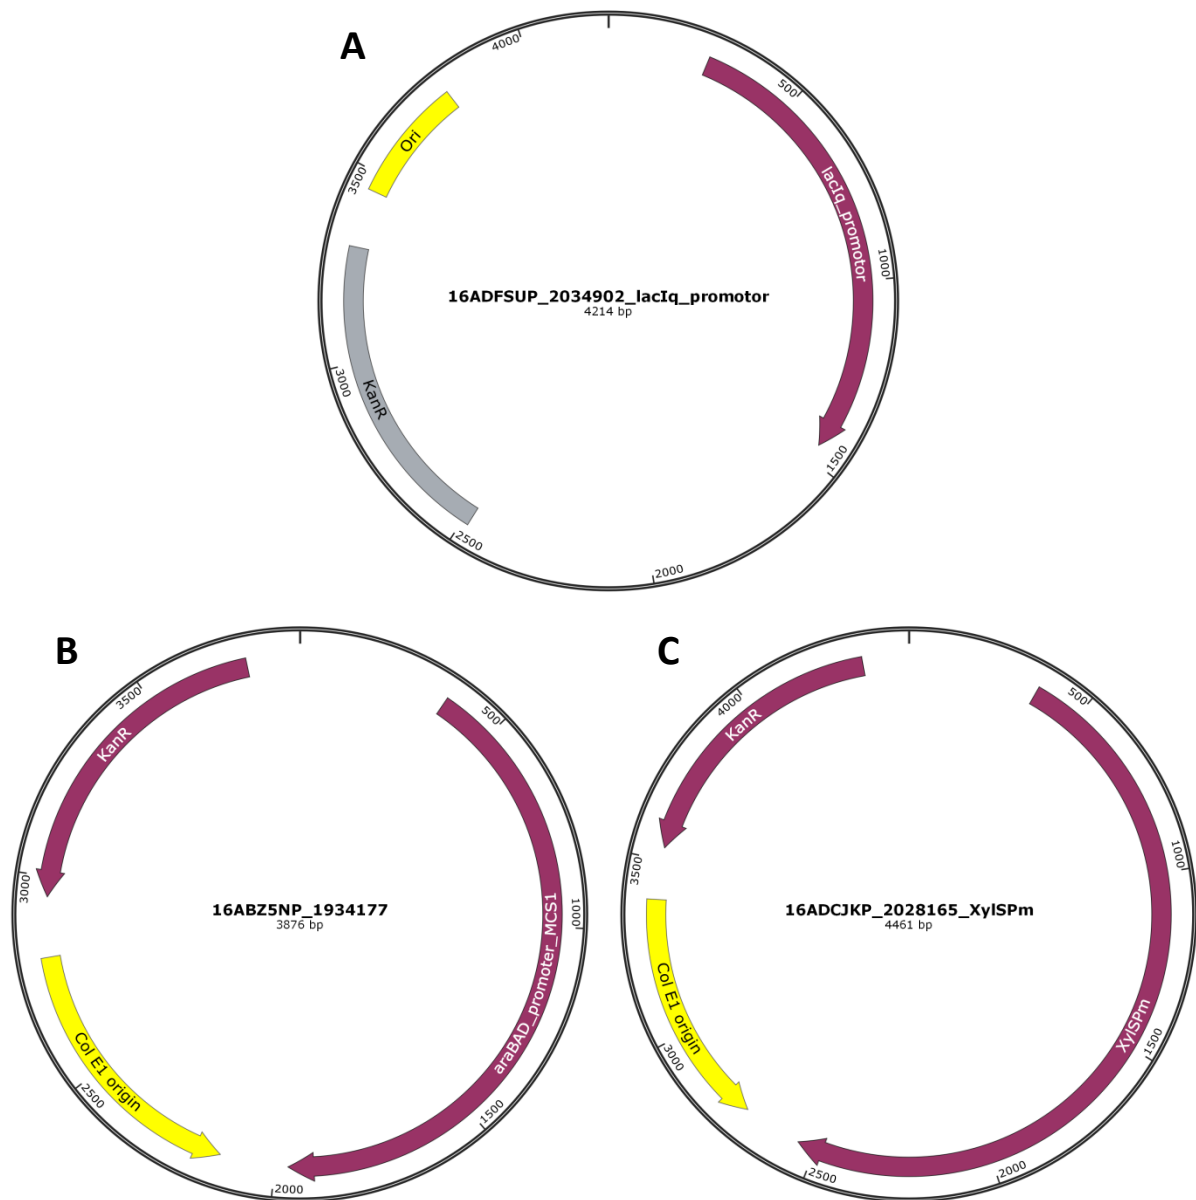 A
4000
500
Ori
3500
lacIq_promotor
1000
16ADFSUP_2034902_lacIq_promotor
4214 bp
3000
KanR
1500
2500
2000
B
3500
500
KanR
3000
1000
16ABZ5NP_1934177
3876 bp
araBAD_promoter_MCS1
Col E1 origin
2500
1500
2000
C
4000
500
KanR
3500
1000
16ADCJKP_2028165_XylSPm
4461 bp
Col E1 origin
XylSPm
3000
1500
2500
2000